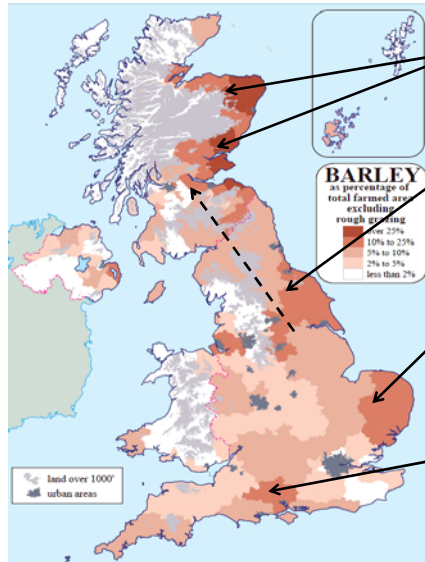 BARLEY
as percentage of
total farmed area
excluding
rough grazing
over 25%
10% to 25%
5% to 10%
2% to 5%
less than 2%
land over 1000'
urban areas